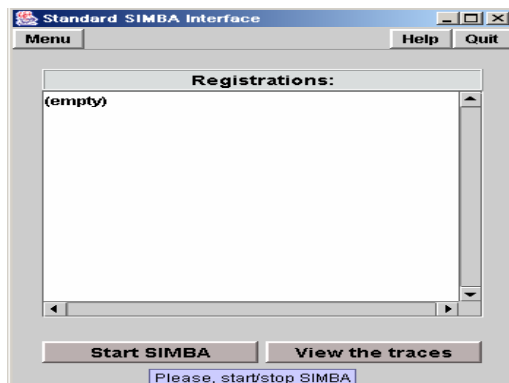 Standard SIMBA Interface
Menu Help Quit
Registrations:
(empty)
Start SIMBA View the traces
Please, start/stop SIMBA